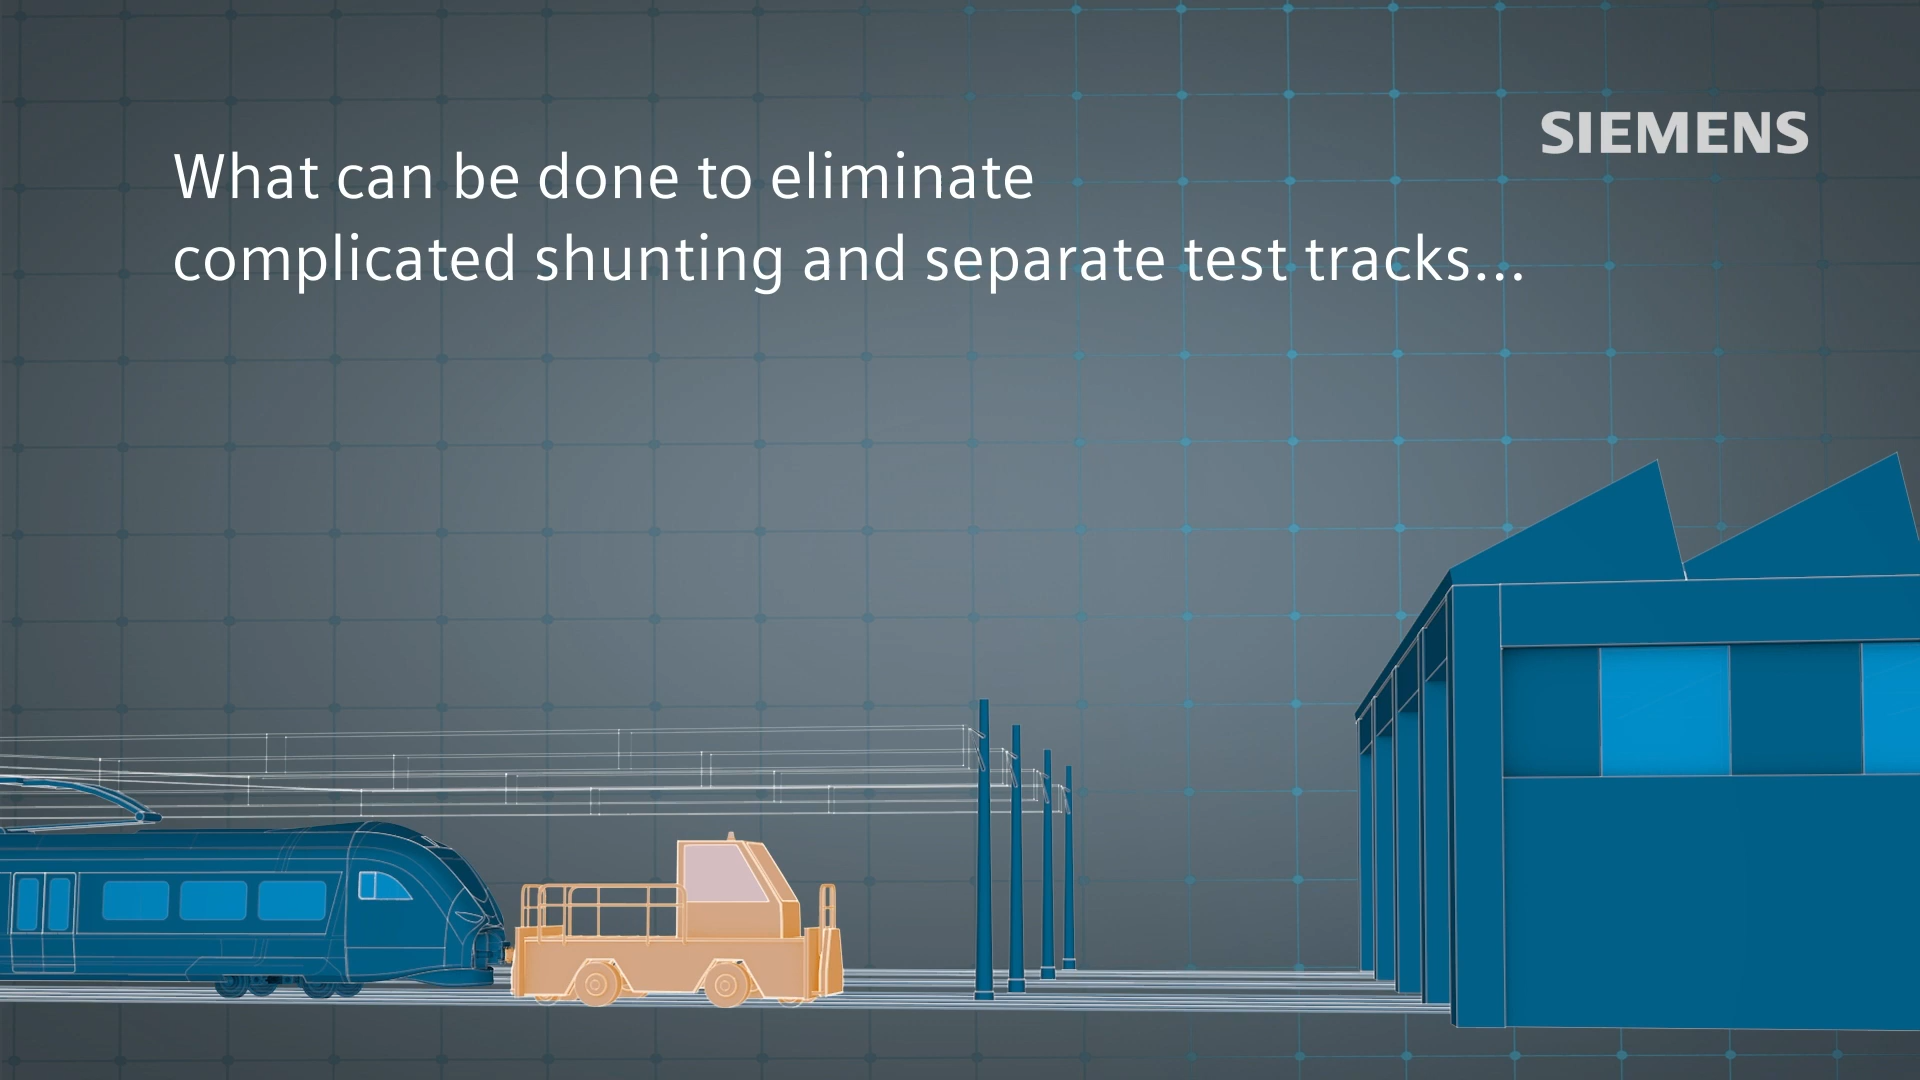 SIEMENS
What can be done to eliminate
complicated shunting and separate test tracks...